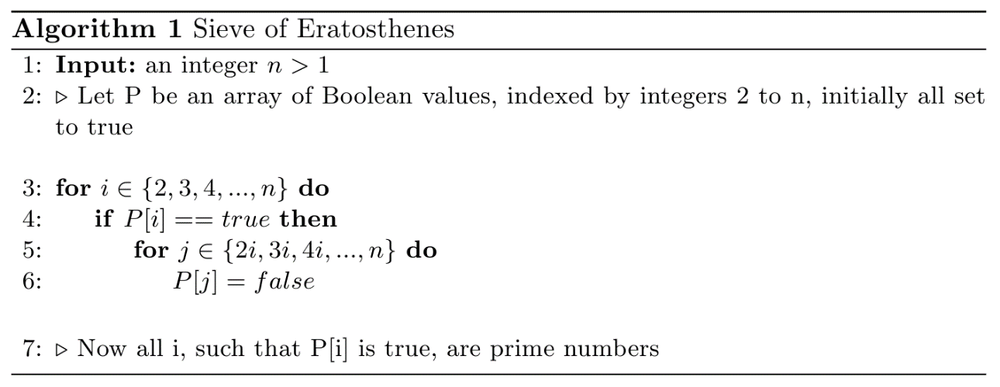 Algorithm 1 Sieve of Eratosthenes
1: Input: an integer n > 1
2: ▷ Let P be an array of Boolean values, indexed by integers 2 to n, initially all set
to true
3: for i ∈ {2, 3, 4, ..., n} do
4: if P[i] == true then
5: for j ∈ {2i, 3i, 4i, ..., n} do
6: P[j] = false
7: ▷ Now all i, such that P[i] is true, are prime numbers